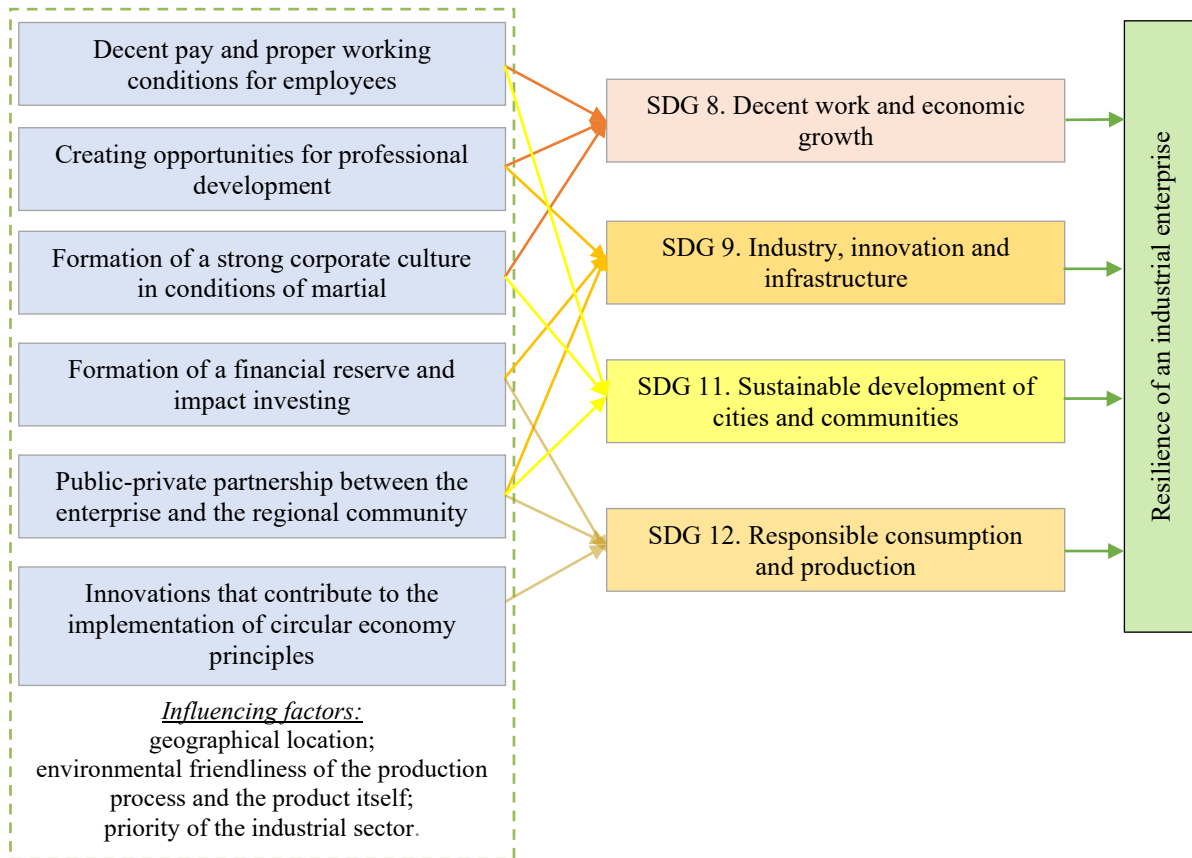 Decent pay and proper working
conditions for employees
Creating opportunities for professional
development
Formation of a strong corporate culture
in conditions of martial
Formation of a financial reserve and
impact investing
Public-private partnership between the
enterprise and the regional community
Innovations that contribute to the
implementation of circular economy
principles
Influencing factors:
geographical location;
environmental friendliness of the production
process and the product itself;
priority of the industrial sector.
SDG 8. Decent work and economic
growth
SDG 9. Industry, innovation and
infrastructure
SDG 11. Sustainable development of
cities and communities
SDG 12. Responsible consumption
and production
Resilience of an industrial enterprise